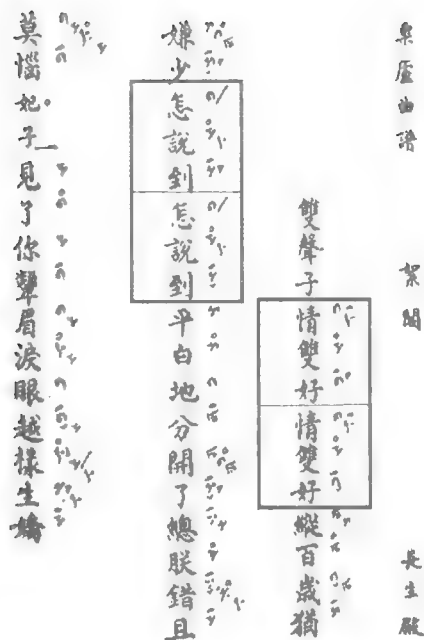 粟廬曲譜 絮閣 長生殿
雙聲子情雙好情雙好縱百歲猶
嫌少怎說到怎說到平白地分開了總朕錯且
莫惱妃子見了你顰眉淚眼越樣生嬌